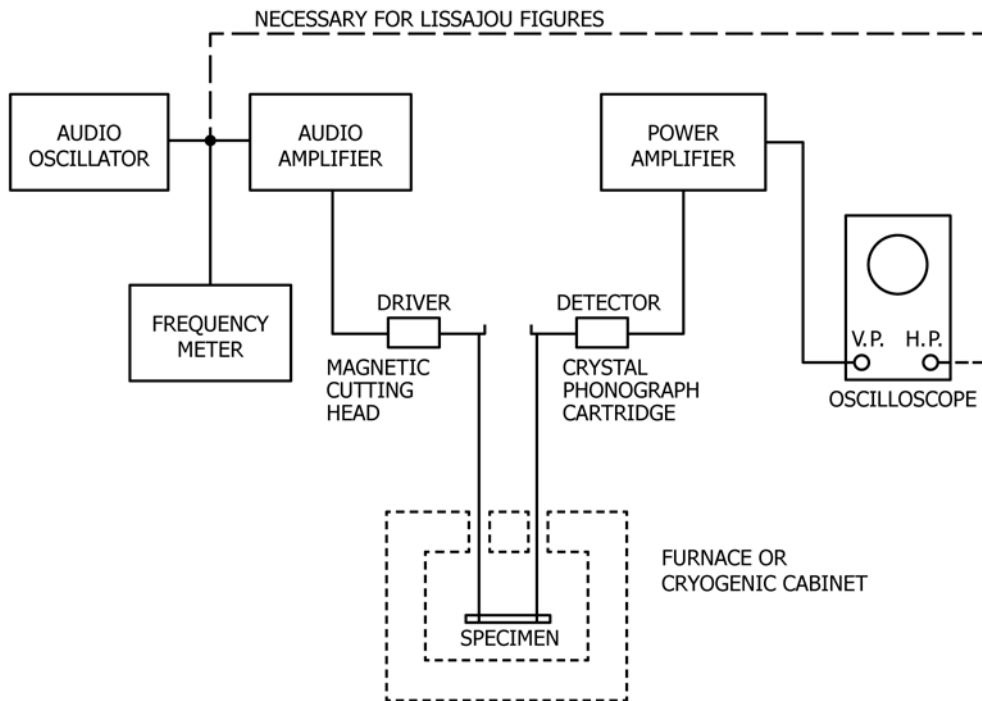 NECESSARY FOR LISSAJOU FIGURES
AUDIO
OSCILLATOR
AUDIO
AMPLIFIER
POWER
AMPLIFIER
FREQUENCY
METER
DRIVER
MAGNETIC
CUTTING
HEAD
DETECTOR
CRYSTAL
PHONOGRAPH
CARTRIDGE
V.P. H.P.
OSCILLOSCOPE
FURNACE OR
CRYOGENIC CABINET
SPECIMEN